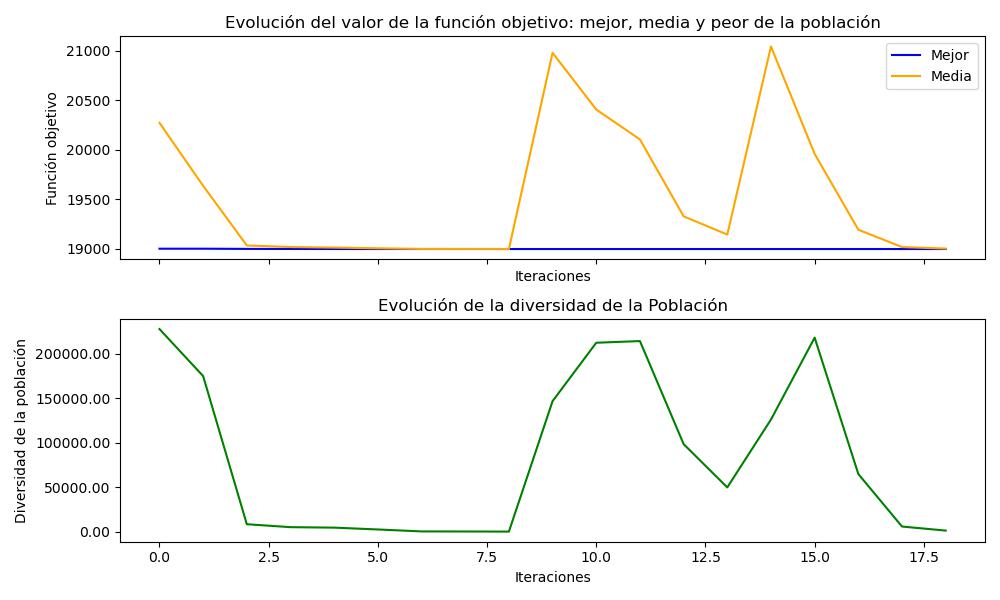 Evolución del valor de la función objetivo: mejor, media y peor de la población
21000
20500
20000
19500
19000
Función objetivo
Mejor
Media
Iteraciones
Evolución de la diversidad de la Población
200000.00
150000.00
100000.00
50000.00
0.00
Diversidad de la población
0.0 2.5 5.0 7.5 10.0 12.5 15.0 17.5
Iteraciones